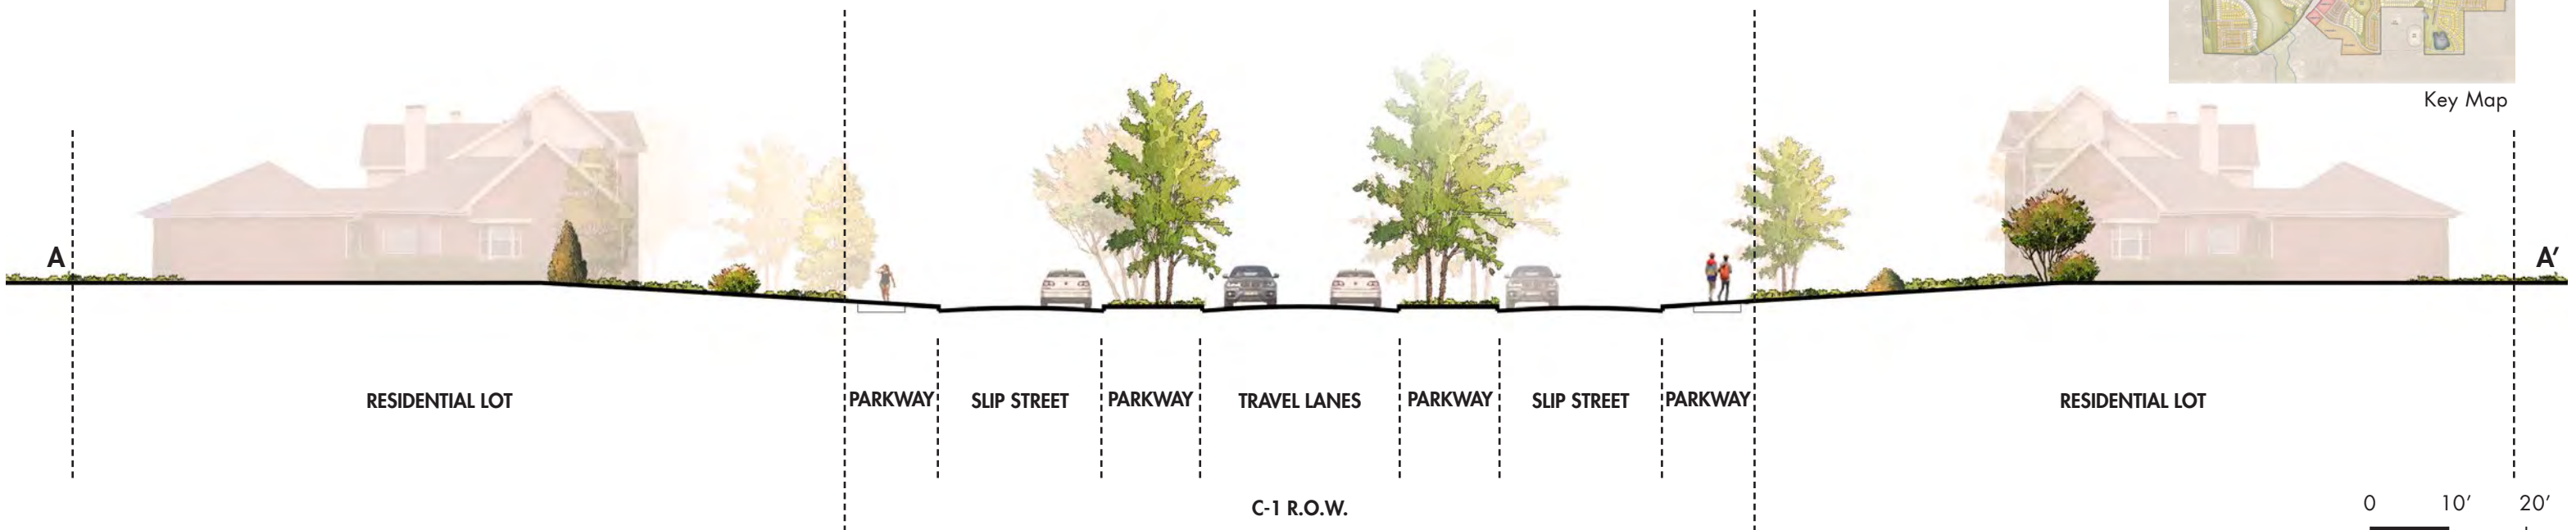 Key Map
A
A′
RESIDENTIAL LOT
PARKWAY
SLIP STREET
PARKWAY
TRAVEL LANES
PARKWAY
SLIP STREET
PARKWAY
RESIDENTIAL LOT
C-1 R.O.W.
0 10′ 20′